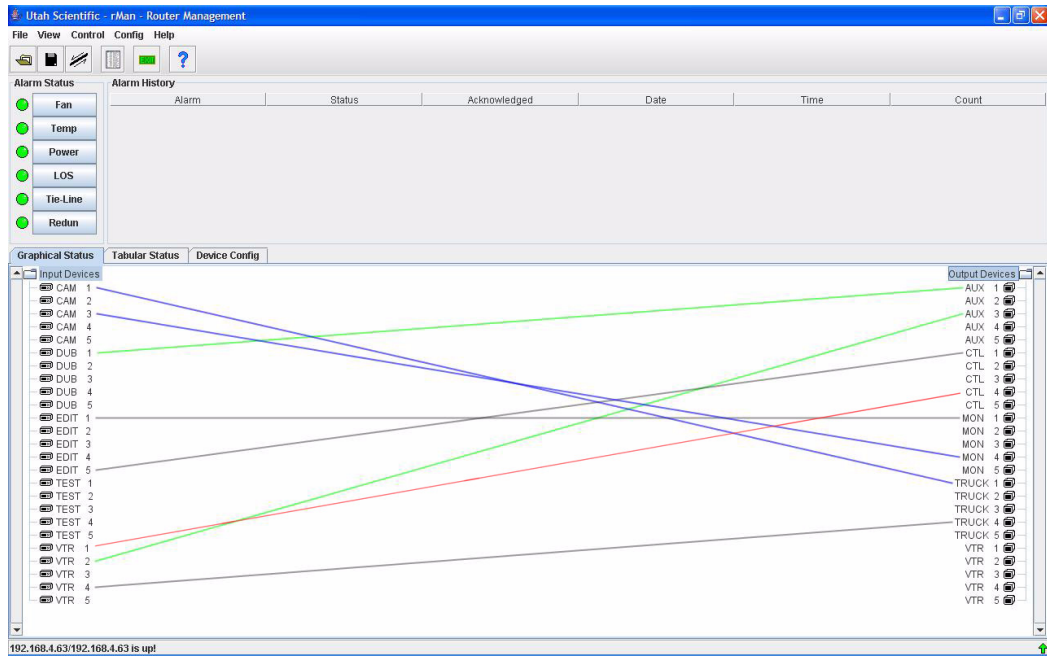 Utah Scientific - rMan - Router Management
File View Control Config Help
Alarm Status
Alarm History
Fan
Temp
Power
LOS
Tie-Line
Redun
Alarm Status Acknowledged Date Time Count
Graphical Status Tabular Status Device Config
Input Devices Output Devices
CAM 1 AUX 1
CAM 2 AUX 2
CAM 3 AUX 3
CAM 4 AUX 4
CAM 5 AUX 5
DUB 1 CTL 1
DUB 2 CTL 2
DUB 3 CTL 3
DUB 4 CTL 4
DUB 5 CTL 5
EDIT 1 MON 1
EDIT 2 MON 2
EDIT 3 MON 3
EDIT 4 MON 4
EDIT 5 MON 5
TEST 1 TRUCK 1
TEST 2 TRUCK 2
TEST 3 TRUCK 3
TEST 4 TRUCK 4
TEST 5 TRUCK 5
VTR 1 VTR 1
VTR 2 VTR 2
VTR 3 VTR 3
VTR 4 VTR 4
VTR 5 VTR 5
192.168.4.63/192.168.4.63 is up!